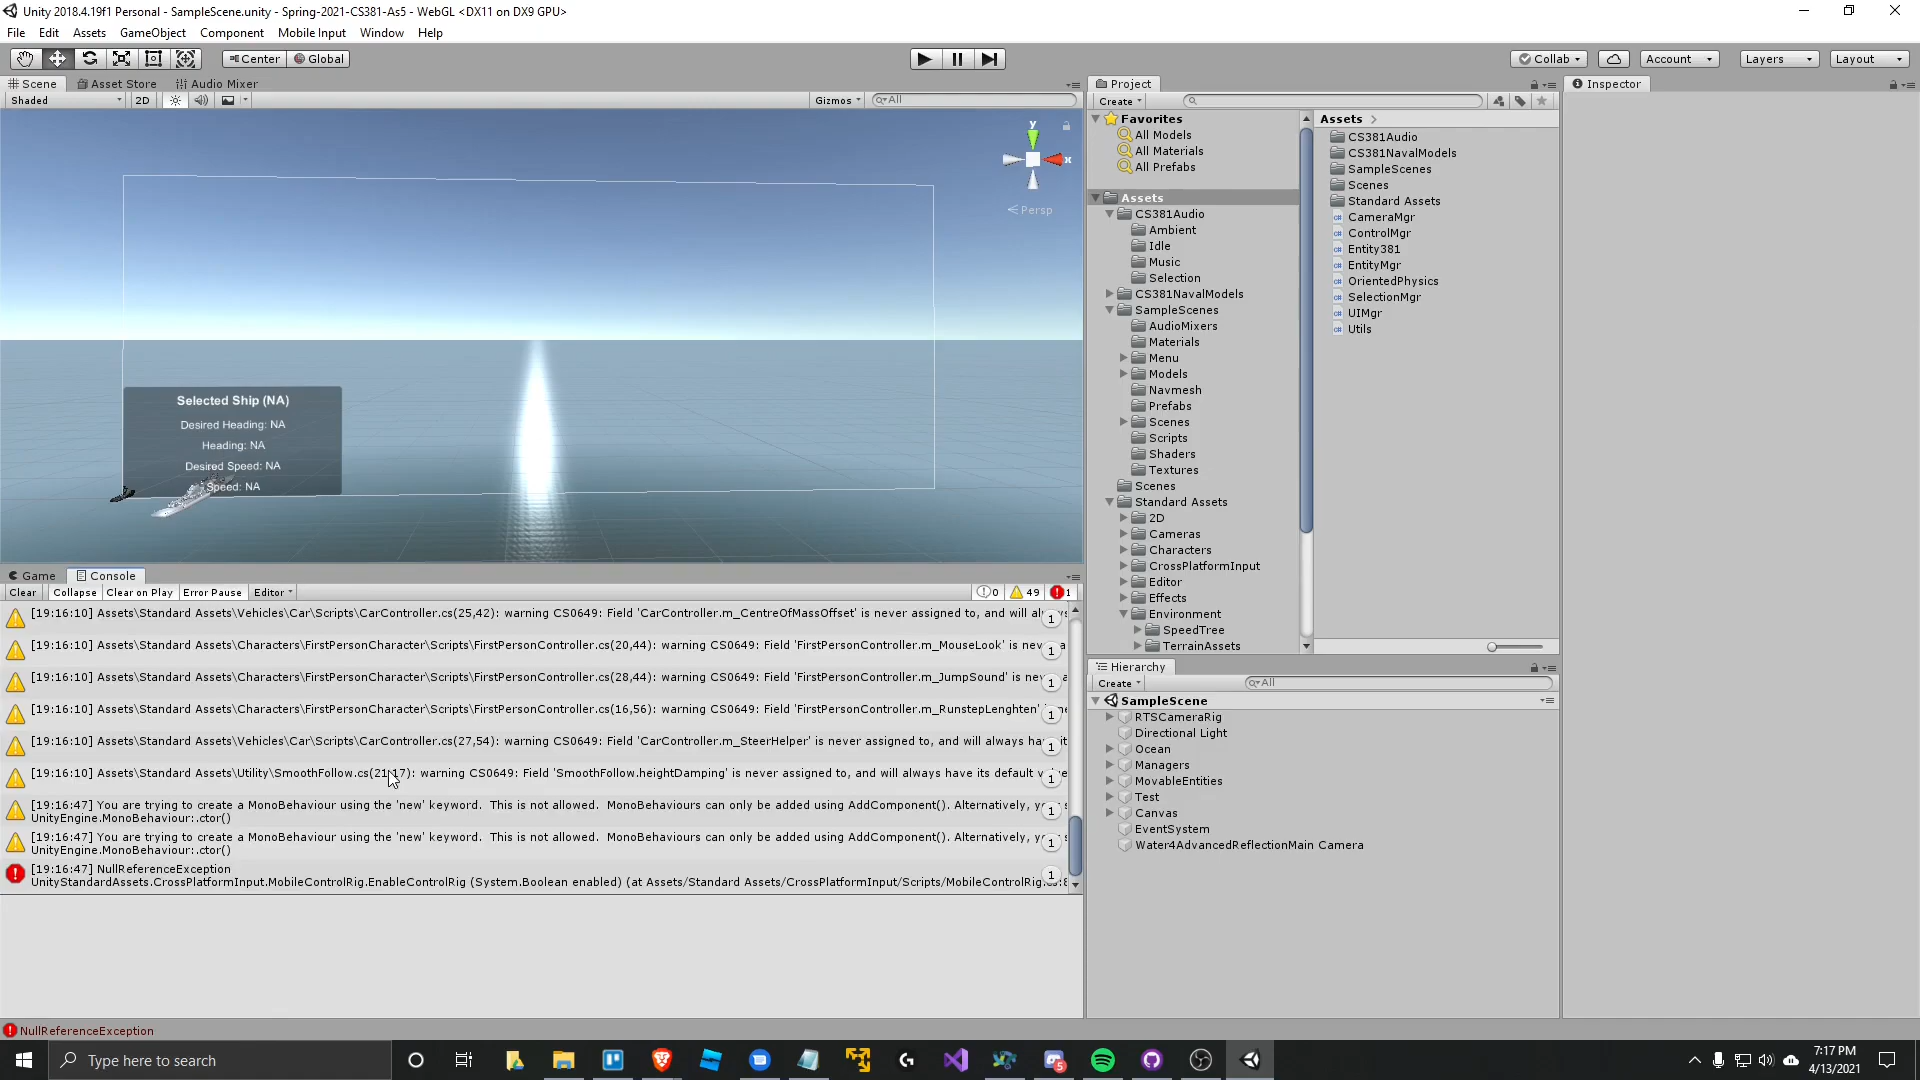 Unity 2018.4.19f1 Personal - SampleScene.unity - Spring-2021-CS381-As5 - WebGL <DX11 on DX9 GPU>
File Edit Assets GameObject Component Mobile Input Window Help
Center Global Collab Account Layers Layout
Scene Asset Store Audio Mixer
Shaded 2D Gizmos All
y
x
Persp
Selected Ship (NA)
Desired Heading: NA
Heading: NA
Desired Speed: NA
Speed: NA
Game Console
Clear Collapse Clear on Play Error Pause Editor 0 49 1
[19:16:10] Assets\Standard Assets\Vehicles\Car\Scripts\CarController.cs(25,42): warning CS0649: Field 'CarController.m_CentreOfMassOffset' is never assigned to, and will 1
[19:16:10] Assets\Standard Assets\Characters\FirstPersonCharacter\Scripts\FirstPersonController.cs(20,44): warning CS0649: Field 'FirstPersonController.m_MouseLook' is 1
[19:16:10] Assets\Standard Assets\Characters\FirstPersonCharacter\Scripts\FirstPersonController.cs(28,44): warning CS0649: Field 'FirstPersonController.m_JumpSound' is 1
[19:16:10] Assets\Standard Assets\Characters\FirstPersonCharacter\Scripts\FirstPersonController.cs(16,56): warning CS0649: Field 'FirstPersonController.m_RunstepLenghten' 1
[19:16:10] Assets\Standard Assets\Vehicles\Car\Scripts\CarController.cs(27,54): warning CS0649: Field 'CarController.m_SteerHelper' is never assigned to, and will always 1
[19:16:10] Assets\Standard Assets\Utility\SmoothFollow.cs(21,17): warning CS0649: Field 'SmoothFollow.heightDamping' is never assigned to, and will always have its default 1
[19:16:47] You are trying to create a MonoBehaviour using the 'new' keyword. This is not allowed. MonoBehaviours can only be added using AddComponent(). Alternatively, 1
UnityEngine.MonoBehaviour:.ctor()
[19:16:47] You are trying to create a MonoBehaviour using the 'new' keyword. This is not allowed. MonoBehaviours can only be added using AddComponent(). Alternatively, 1
UnityEngine.MonoBehaviour:.ctor()
[19:16:47] NullReferenceException 1
UnityStandardAssets.CrossPlatformInput.MobileControlRig.EnableControlRig (System.Boolean enabled) (at Assets/Standard Assets/CrossPlatformInput/Scripts/MobileControlRig.cs:
NullReferenceException
Project
Create
Favorites
All Models
All Materials
All Prefabs
Assets
CS381Audio
Ambient
Idle
Music
Selection
CS381NavalModels
SampleScenes
AudioMixers
Materials
Menu
Models
Navmesh
Prefabs
Scenes
Scripts
Shaders
Textures
Scenes
Standard Assets
2D
Cameras
Characters
CrossPlatformInput
Editor
Effects
Environment
SpeedTree
TerrainAssets
Assets
CS381Audio
CS381NavalModels
SampleScenes
Scenes
Standard Assets
CameraMgr
ControlMgr
Entity381
EntityMgr
OrientedPhysics
SelectionMgr
UIMgr
Utils
Hierarchy
Create All
SampleScene
RTSCameraRig
Directional Light
Ocean
Managers
MovableEntities
Test
Canvas
EventSystem
Water4AdvancedReflectionMain Camera
Inspector
Type here to search
5
7:17 PM
4/13/2021